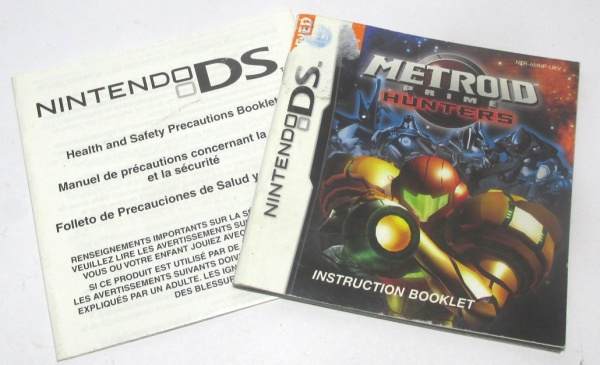 NINTENDO DS
Health and Safety Precautions Booklet
Manuel de précautions concernant la
et la sécurité
Folleto de Precauciones de Salud y
RENSEIGNEMENTS IMPORTANTS SUR LA
VEUILLEZ LIRE LES AVERTISSEMENTS
VOUS OU VOTRE ENFANT JOUIEZ AVEC
SI CE PRODUIT EST UTILISÉ PAR DE
LES AVERTISSEMENTS SUIVANTS DOIV
EXPLIQUÉS PAR UN ADULTE. LES
DES BLESSU
NINTENDO DS
METROID
PRIME
HUNTERS
INSTRUCTION BOOKLET